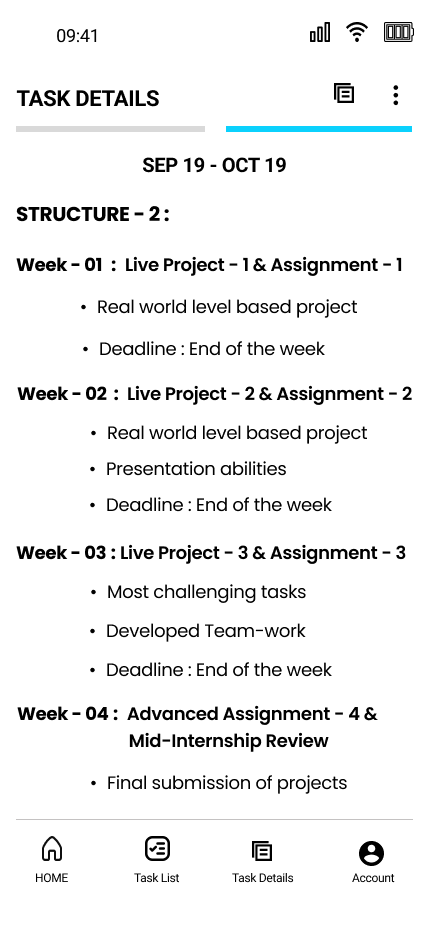 09:41
TASK DETAILS
SEP 19 - OCT 19
STRUCTURE - 2 :
Week - 01 : Live Project - 1 & Assignment - 1
• Real world level based project
• Deadline : End of the week
Week - 02 : Live Project - 2 & Assignment - 2
• Real world level based project
• Presentation abilities
• Deadline : End of the week
Week - 03 : Live Project - 3 & Assignment - 3
• Most challenging tasks
• Developed Team-work
• Deadline : End of the week
Week - 04 : Advanced Assignment - 4 &
Mid-Internship Review
• Final submission of projects
HOME Task List Task Details Account